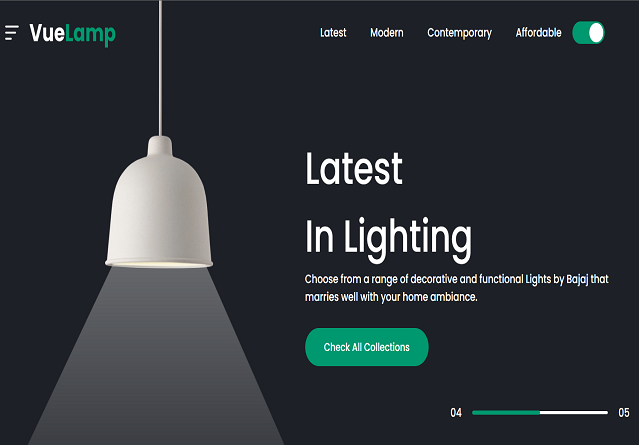 VueLamp
Latest Modern Contemporary Affordable
Latest
In Lighting
Choose from a range of decorative and functional Lights by Bajaj that
marries well with your home ambiance.
Check All Collections
04 05